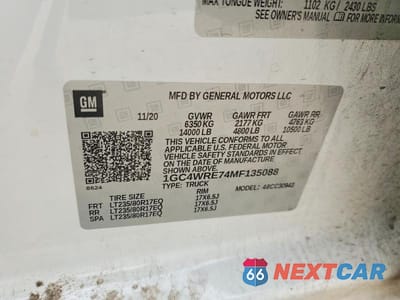 MAX TONGUE WEIGHT: 1102 KG / 2430 LBS
SEE OWNER'S MANUAL FOR MORE INFORMATION
GM
MFD BY GENERAL MOTORS LLC
11/20 GVWR GAWR FRT GAWR RR
6350 KG 2177 KG 4763 KG
14000 LB 4800 LB 10500 LB
THIS VEHICLE CONFORMS TO ALL APPLICABLE
U.S. FEDERAL MOTOR VEHICLE SAFETY
STANDARDS IN EFFECT ON THE DATE OF
MANUFACTURE SHOWN ABOVE.
1GC4WRE74MF135088
TYPE: TRUCK MODEL:
8624
TIRE SIZE RIM
FRT LT235/80R17EQ 17X6.5J
RR LT235/80R17EQ 17X6.5J
SPA LT235/80R17EQ 17X6.5J
66 NEXTCAR